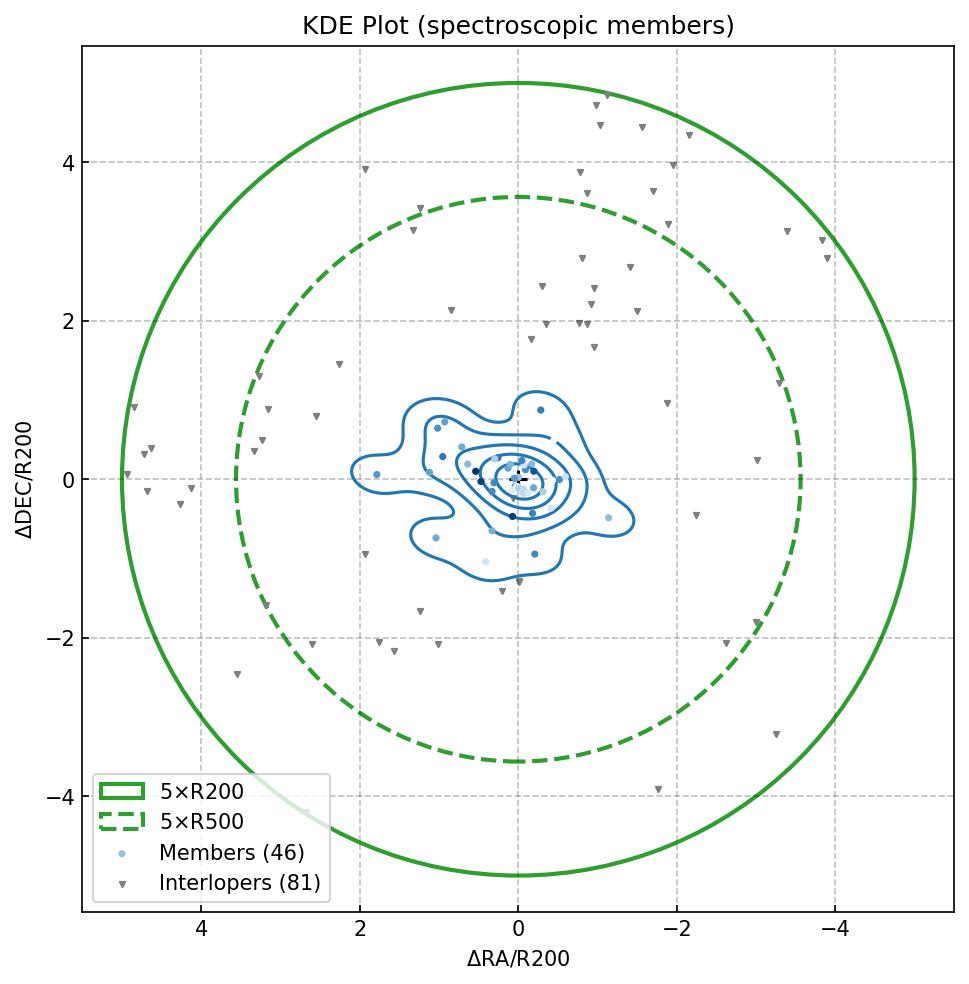 KDE Plot (spectroscopic members)
4
2
0
−2
−4
ΔDEC/R200
5×R200
5×R500
Members (46)
Interlopers (81)
4
2
0
−2
−4
ΔRA/R200